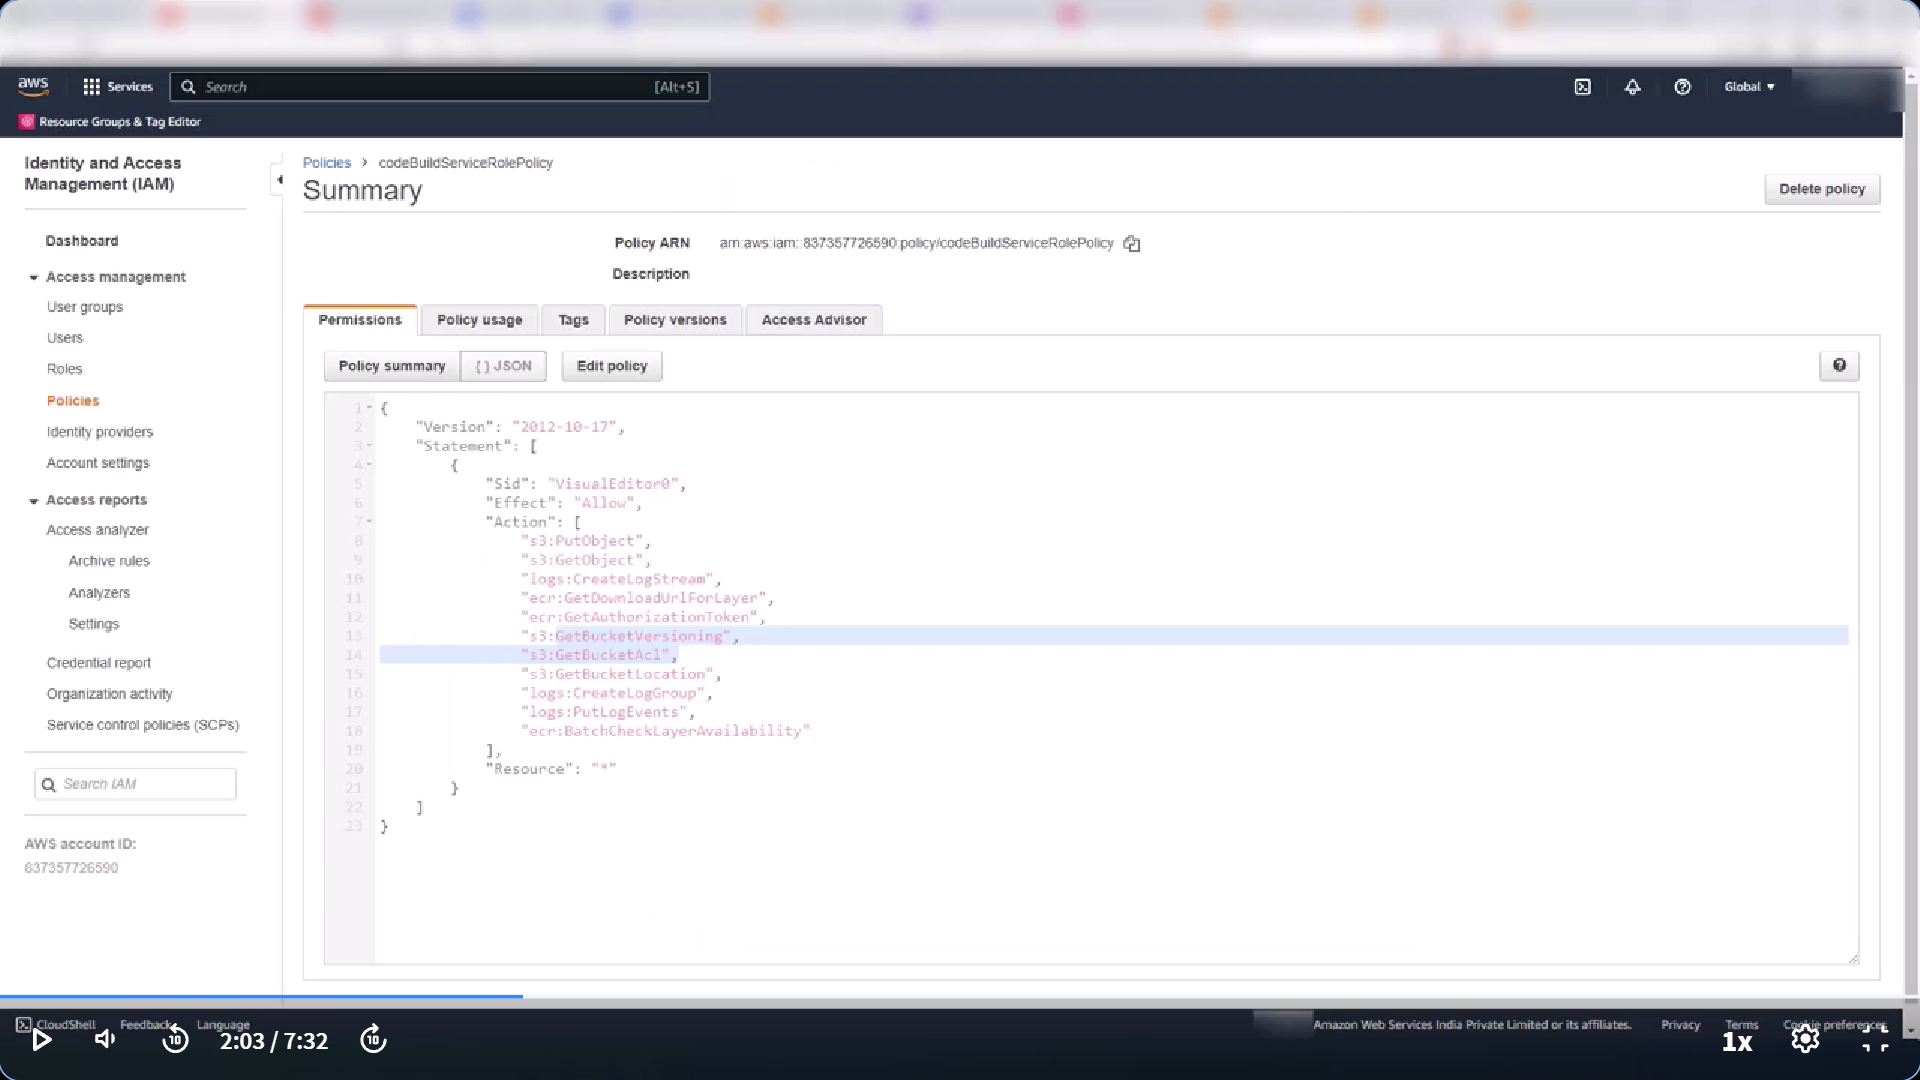 aws
Services
Search
[Alt+S]
Global
Resource Groups & Tag Editor
Identity and Access
Management (IAM)
Dashboard
Access management
User groups
Users
Roles
Policies
Identity providers
Account settings
Access reports
Access analyzer
Archive rules
Analyzers
Settings
Credential report
Organization activity
Service control policies (SCPs)
Search IAM
AWS account ID:
837357726590
Policies > codeBuildServiceRolePolicy
Summary
Delete policy
Policy ARN arn:aws:iam::837357726590:policy/codeBuildServiceRolePolicy
Description
Permissions
Policy usage
Tags
Policy versions
Access Advisor
Policy summary
{ } JSON
Edit policy
1 {
2 "Version": "2012-10-17",
3 "Statement": [
4 {
5 "Sid": "VisualEditor0",
6 "Effect": "Allow",
7 "Action": [
8 "s3:PutObject",
9 "s3:GetObject",
10 "logs:CreateLogStream",
11 "ecr:GetDownloadUrlForLayer",
12 "ecr:GetAuthorizationToken",
13 "s3:GetBucketVersioning",
14 "s3:GetBucketAcl",
15 "s3:GetBucketLocation",
16 "logs:CreateLogGroup",
17 "logs:PutLogEvents",
18 "ecr:BatchCheckLayerAvailability"
19 ],
20 "Resource": "*"
21 }
22 ]
23 }
CloudShell
Feedback
Language
Amazon Web Services India Private Limited or its affiliates.
Privacy
Terms
Cookie preferences
10
2:03 / 7:32
10
1x